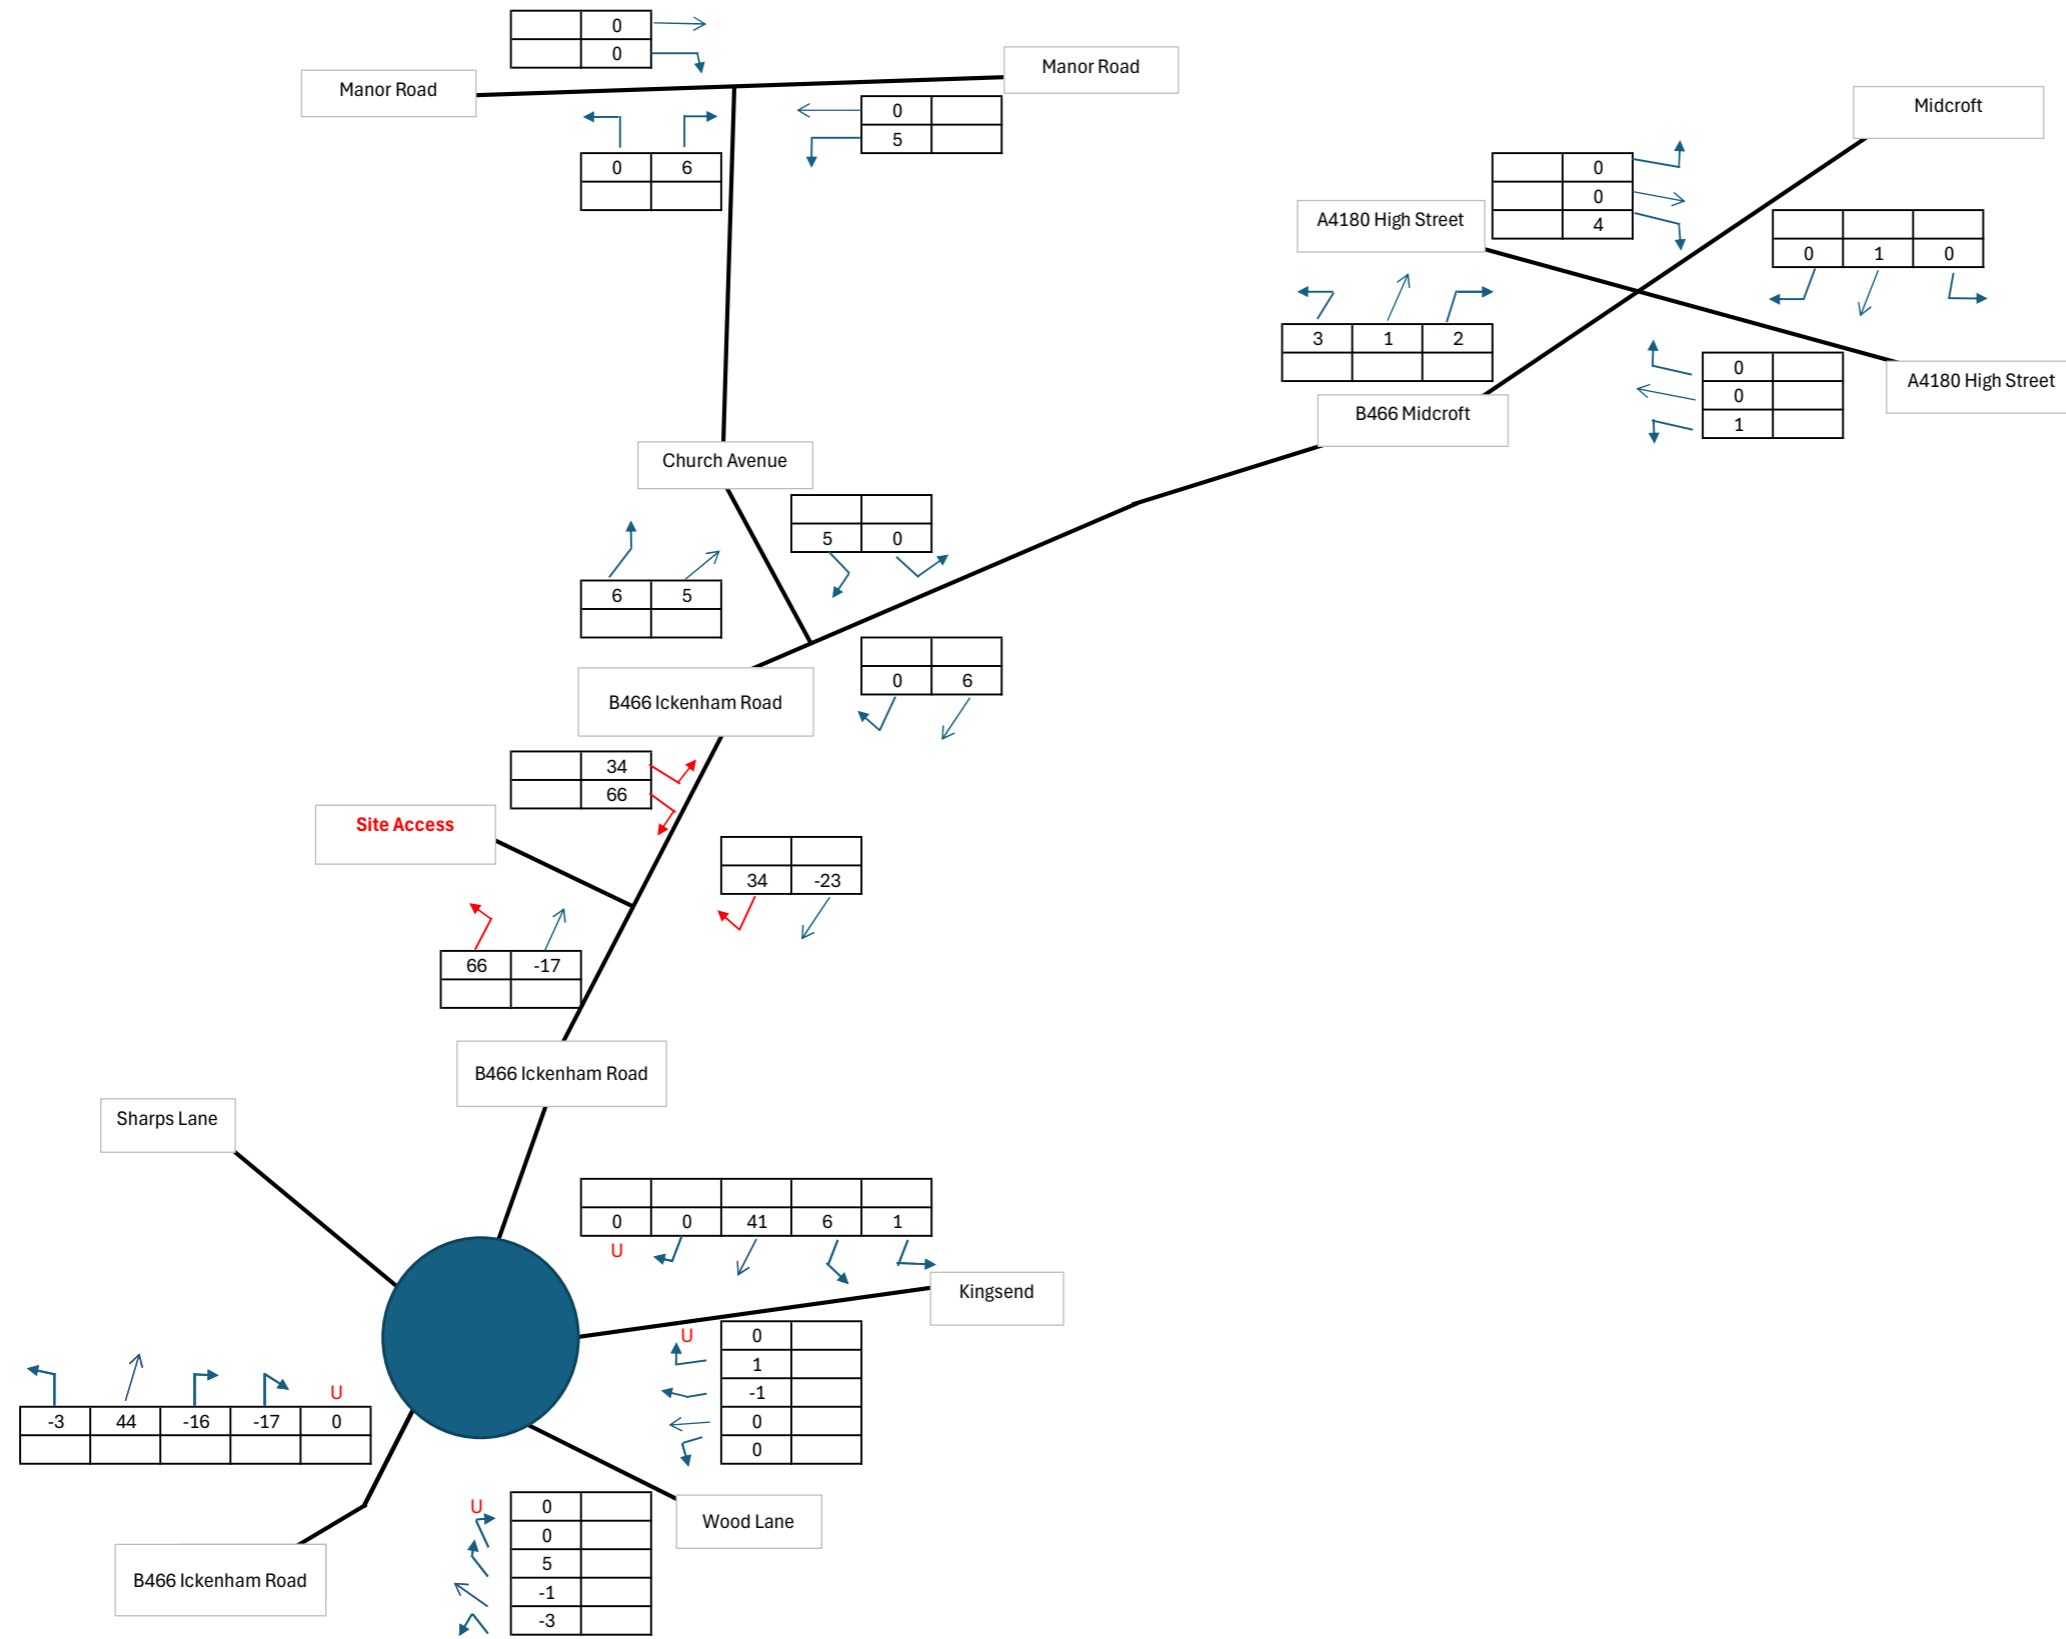 0
0
Manor Road
Manor Road
0
5
0 6
Midcroft
0
0
4
A4180 High Street
0 1 0
3 1 2
0
0
1
A4180 High Street
B466 Midcroft
Church Avenue
5 0
6 5
0 6
B466 Ickenham Road
34
66
Site Access
34 -23
66 -17
B466 Ickenham Road
Sharps Lane
0 0 41 6 1
U
Kingsend
U 0
1
-1
0
0
U
-3 44 -16 -17 0
U 0
0
5
-1
-3
Wood Lane
B466 Ickenham Road